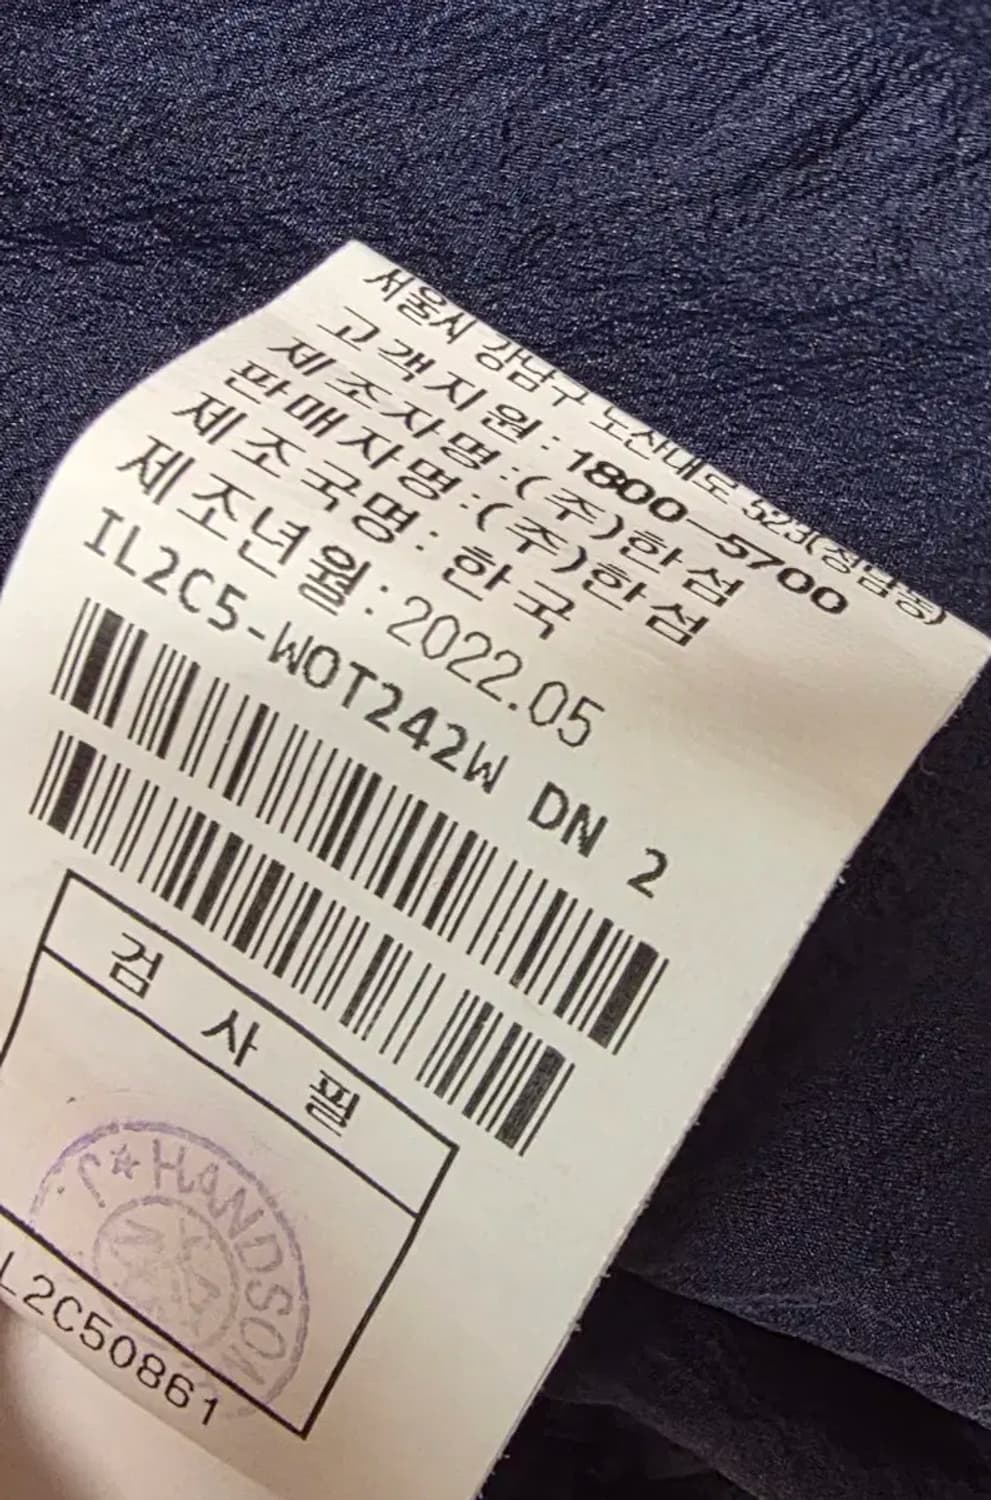 서울시 강남구 도산대로 523(청담동)
고객지원 : 1800-5700
제조자명 : (주)한섬
판매자명 : (주)한섬
제조국명 : 한국
제조년월 : 2022.05
IL2C5-WOT242W DN 2
검 사 필
HANDSOM
L2C50861